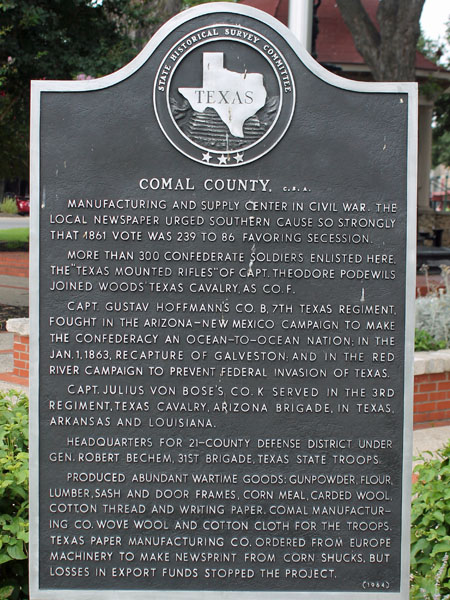 STATE HISTORICAL SURVEY COMMITTEE
TEXAS
COMAL COUNTY, C.S.A.
MANUFACTURING AND SUPPLY CENTER IN CIVIL WAR. THE
LOCAL NEWSPAPER URGED SOUTHERN CAUSE SO STRONGLY
THAT 1861 VOTE WAS 239 TO 86 FAVORING SECESSION.
MORE THAN 300 CONFEDERATE SOLDIERS ENLISTED HERE.
THE "TEXAS MOUNTED RIFLES" OF CAPT. THEODORE PODEWILS
JOINED WOODS TEXAS CAVALRY, AS CO. F.
CAPT. GUSTAV HOFFMANN'S CO. B, 7TH TEXAS REGIMENT,
FOUGHT IN THE ARIZONA-NEW MEXICO CAMPAIGN TO MAKE
THE CONFEDERACY AN OCEAN-TO-OCEAN NATION; IN THE
JAN. 1, 1863, RECAPTURE OF GALVESTON; AND IN THE RED
RIVER CAMPAIGN TO PREVENT FEDERAL INVASION OF TEXAS.
CAPT. JULIUS VON BOSE'S, CO. K SERVED IN THE 3RD
REGIMENT, TEXAS CAVALRY, ARIZONA BRIGADE, IN TEXAS,
ARKANSAS AND LOUISIANA.
HEADQUARTERS FOR 21-COUNTY DEFENSE DISTRICT UNDER
GEN. ROBERT BECHEM, 31ST BRIGADE, TEXAS STATE TROOPS.
PRODUCED ABUNDANT WARTIME GOODS: GUNPOWDER, FLOUR,
LUMBER, SASH AND DOOR FRAMES, CORN MEAL, CARDED WOOL,
COTTON THREAD AND WRITING PAPER. COMAL MANUFACTUR-
ING CO. WOVE WOOL AND COTTON CLOTH FOR THE TROOPS.
TEXAS PAPER MANUFACTURING CO. ORDERED FROM EUROPE
MACHINERY TO MAKE NEWSPRINT FROM CORN SHUCKS, BUT
LOSSES IN EXPORT FUNDS STOPPED THE PROJECT.
(1964)